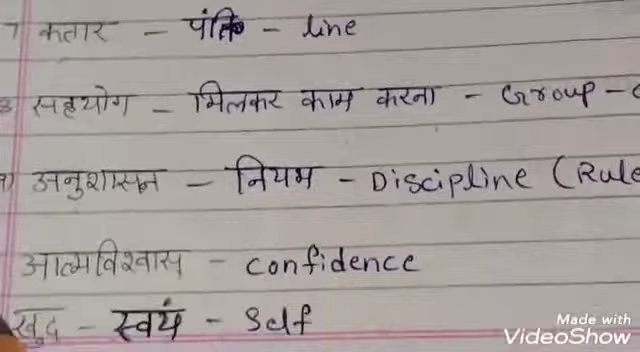 7 कतार – पंक्ति – line
सहयोग – मिलकर काम करना – Group –
अनुशासन – नियम – Discipline (Rule
आत्मविश्वास – confidence
खुद – स्वयं – Self
Made with
VideoShow